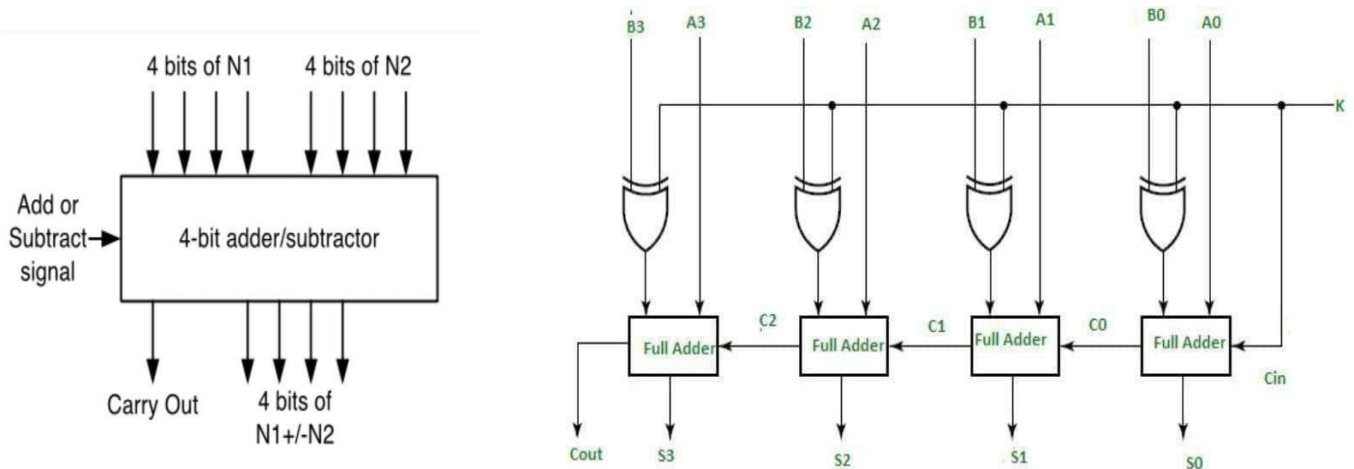 4 bits of N1
4 bits of N2
Add or
Subtract
signal
4-bit adder/subtractor
Carry Out
4 bits of
N1+/-N2
B3
A3
B2
A2
B1
A1
B0
A0
K
Full Adder
C2
Full Adder
C1
Full Adder
C0
Full Adder
Cin
Cout
S3
S2
S1
S0